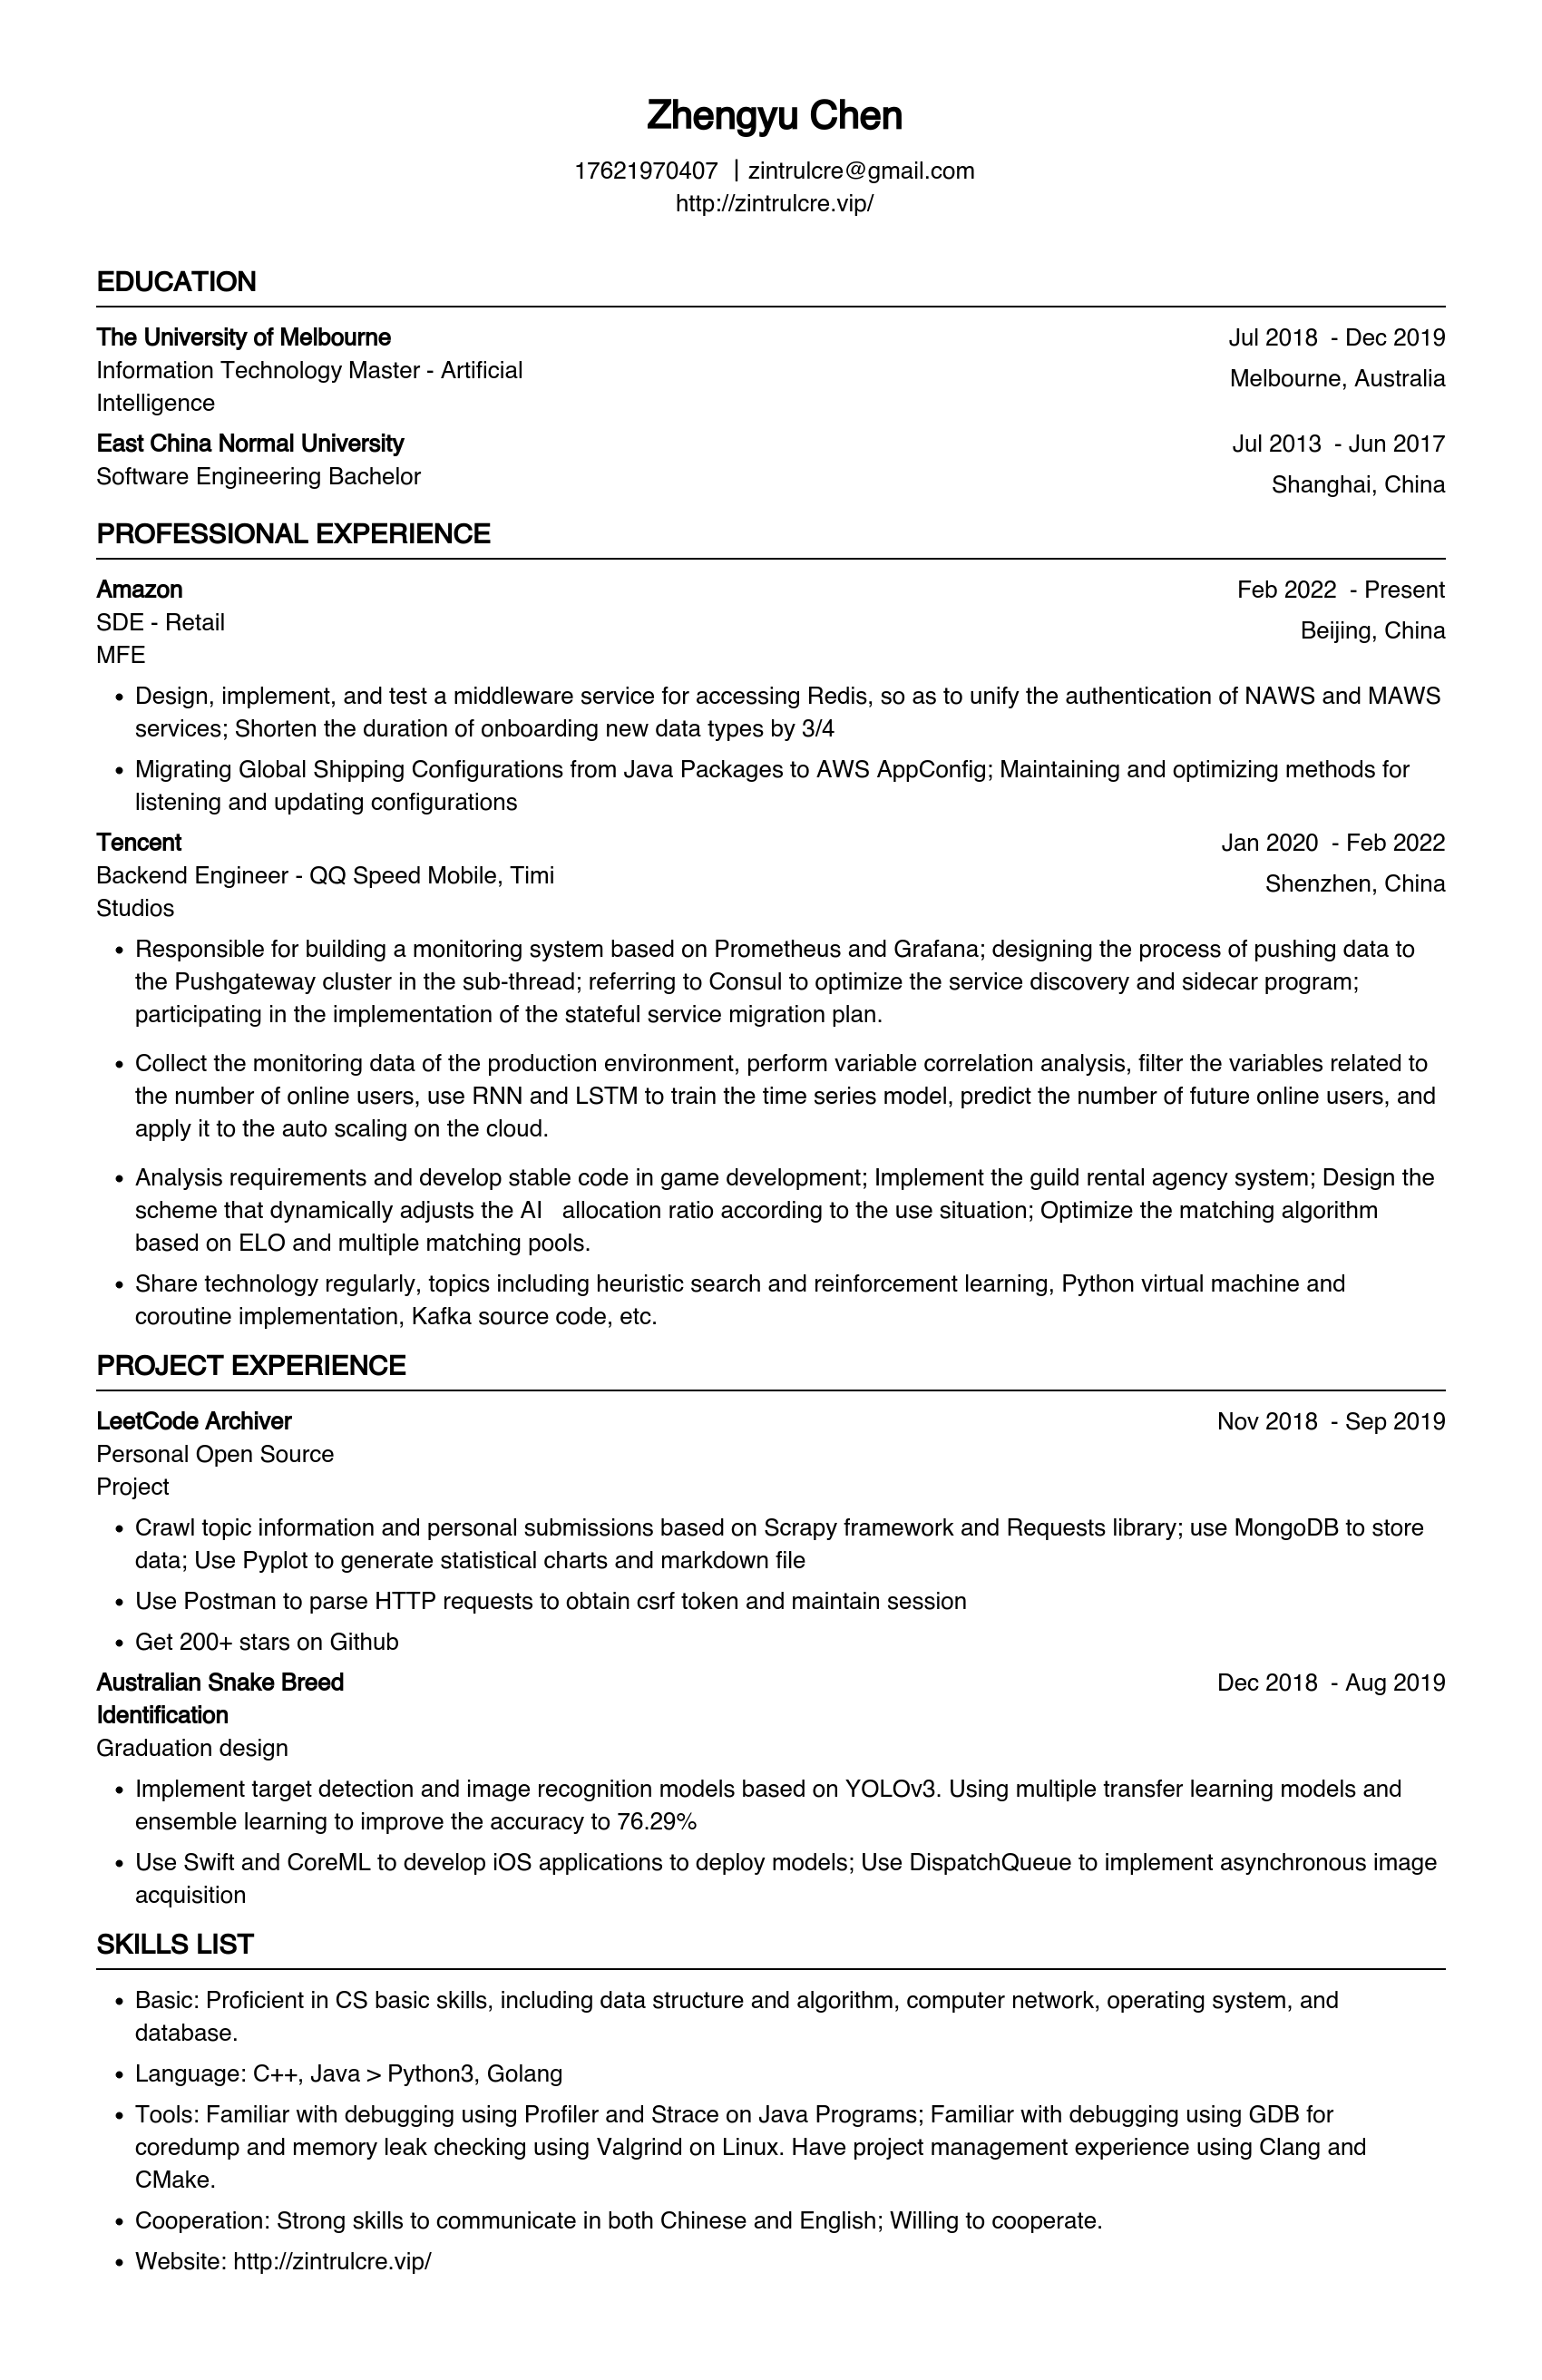 Zhengyu Chen
17621970407 | zintrulcre@gmail.com
http://zintrulcre.vip/
EDUCATION
The University of Melbourne Jul 2018 - Dec 2019
Information Technology Master - Artificial Melbourne, Australia
Intelligence
East China Normal University Jul 2013 - Jun 2017
Software Engineering Bachelor Shanghai, China
PROFESSIONAL EXPERIENCE
Amazon Feb 2022 - Present
SDE - Retail Beijing, China
MFE
• Design, implement, and test a middleware service for accessing Redis, so as to unify the authentication of NAWS and MAWS
services; Shorten the duration of onboarding new data types by 3/4
• Migrating Global Shipping Configurations from Java Packages to AWS AppConfig; Maintaining and optimizing methods for
listening and updating configurations
Tencent Jan 2020 - Feb 2022
Backend Engineer - QQ Speed Mobile, Timi Shenzhen, China
Studios
• Responsible for building a monitoring system based on Prometheus and Grafana; designing the process of pushing data to
the Pushgateway cluster in the sub-thread; referring to Consul to optimize the service discovery and sidecar program;
participating in the implementation of the stateful service migration plan.
• Collect the monitoring data of the production environment, perform variable correlation analysis, filter the variables related to
the number of online users, use RNN and LSTM to train the time series model, predict the number of future online users, and
apply it to the auto scaling on the cloud.
• Analysis requirements and develop stable code in game development; Implement the guild rental agency system; Design the
scheme that dynamically adjusts the AI allocation ratio according to the use situation; Optimize the matching algorithm
based on ELO and multiple matching pools.
• Share technology regularly, topics including heuristic search and reinforcement learning, Python virtual machine and
coroutine implementation, Kafka source code, etc.
PROJECT EXPERIENCE
LeetCode Archiver Nov 2018 - Sep 2019
Personal Open Source
Project
• Crawl topic information and personal submissions based on Scrapy framework and Requests library; use MongoDB to store
data; Use Pyplot to generate statistical charts and markdown file
• Use Postman to parse HTTP requests to obtain csrf token and maintain session
• Get 200+ stars on Github
Australian Snake Breed Dec 2018 - Aug 2019
Identification
Graduation design
• Implement target detection and image recognition models based on YOLOv3. Using multiple transfer learning models and
ensemble learning to improve the accuracy to 76.29%
• Use Swift and CoreML to develop iOS applications to deploy models; Use DispatchQueue to implement asynchronous image
acquisition
SKILLS LIST
• Basic: Proficient in CS basic skills, including data structure and algorithm, computer network, operating system, and
database.
• Language: C++, Java > Python3, Golang
• Tools: Familiar with debugging using Profiler and Strace on Java Programs; Familiar with debugging using GDB for
coredump and memory leak checking using Valgrind on Linux. Have project management experience using Clang and
CMake.
• Cooperation: Strong skills to communicate in both Chinese and English; Willing to cooperate.
• Website: http://zintrulcre.vip/